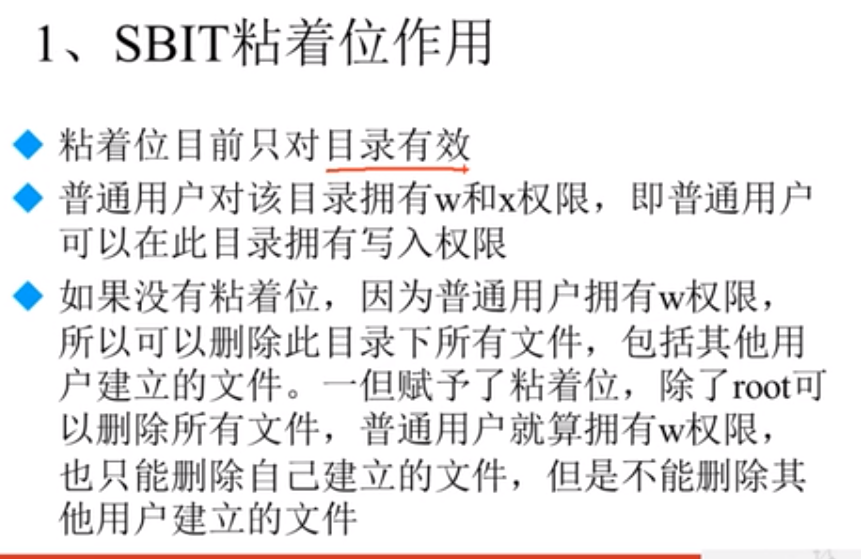 1、SBIT粘着位作用
粘着位目前只对目录有效
普通用户对该目录拥有w和x权限，即普通用户
可以在此目录拥有写入权限
如果没有粘着位，因为普通用户拥有w权限，
所以可以删除此目录下所有文件，包括其他用
户建立的文件。一但赋予了粘着位，除了root可
以删除所有文件，普通用户就算拥有w权限，
也只能删除自己建立的文件，但是不能删除其
他用户建立的文件